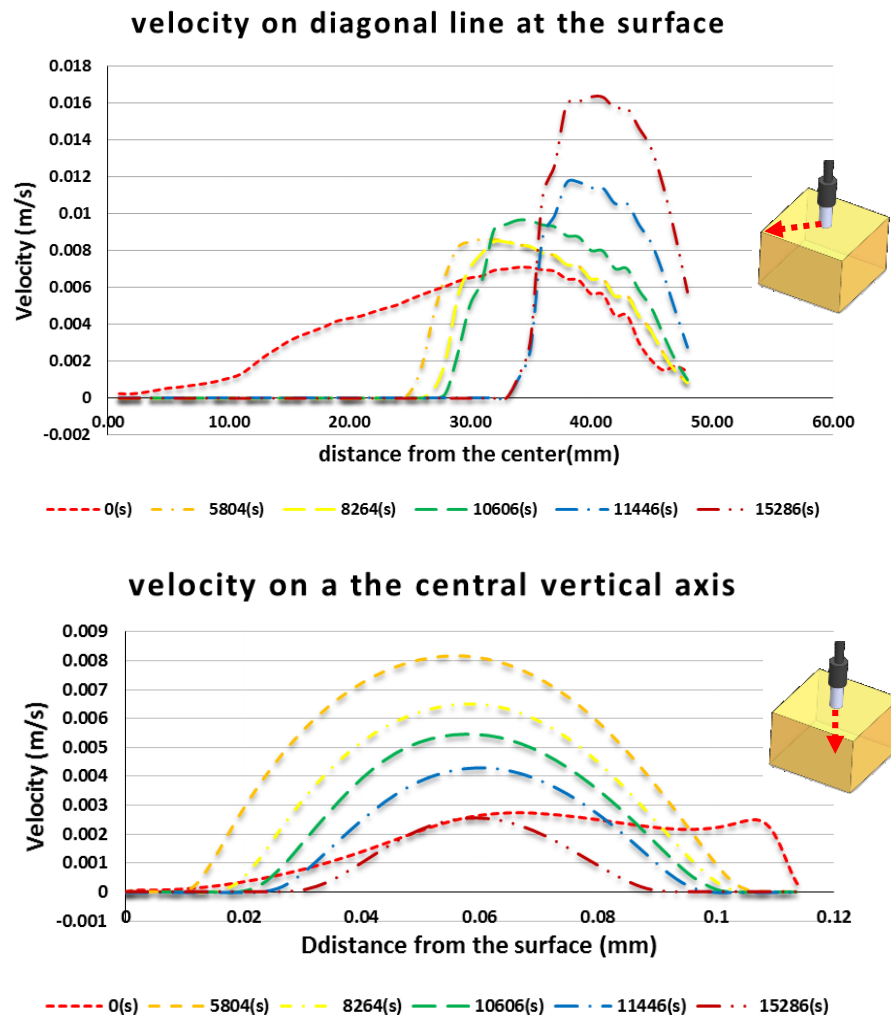 velocity on diagonal line at the surface
0.018
0.016
0.014
0.012
0.01
0.008
0.006
0.004
0.002
0
-0.002
Velocity (m/s)
0.00 10.00 20.00 30.00 40.00 50.00 60.00
distance from the center(mm)
0(s) 5804(s) 8264(s) 10606(s) 11446(s) 15286(s)
velocity on a the central vertical axis
0.009
0.008
0.007
0.006
0.005
0.004
0.003
0.002
0.001
0
-0.001
Velocity (m/s)
0 0.02 0.04 0.06 0.08 0.1 0.12
Ddistance from the surface (mm)
0(s) 5804(s) 8264(s) 10606(s) 11446(s) 15286(s)